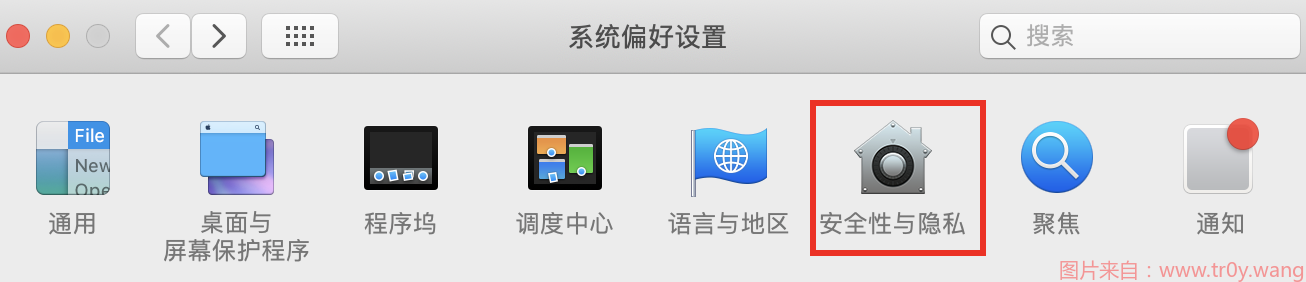 系统偏好设置
搜索
File
New
Ope
通用
桌面与
屏幕保护程序
程序坞
调度中心
语言与地区
安全性与隐私
聚焦
通知
图片来自：www.tr0y.wang